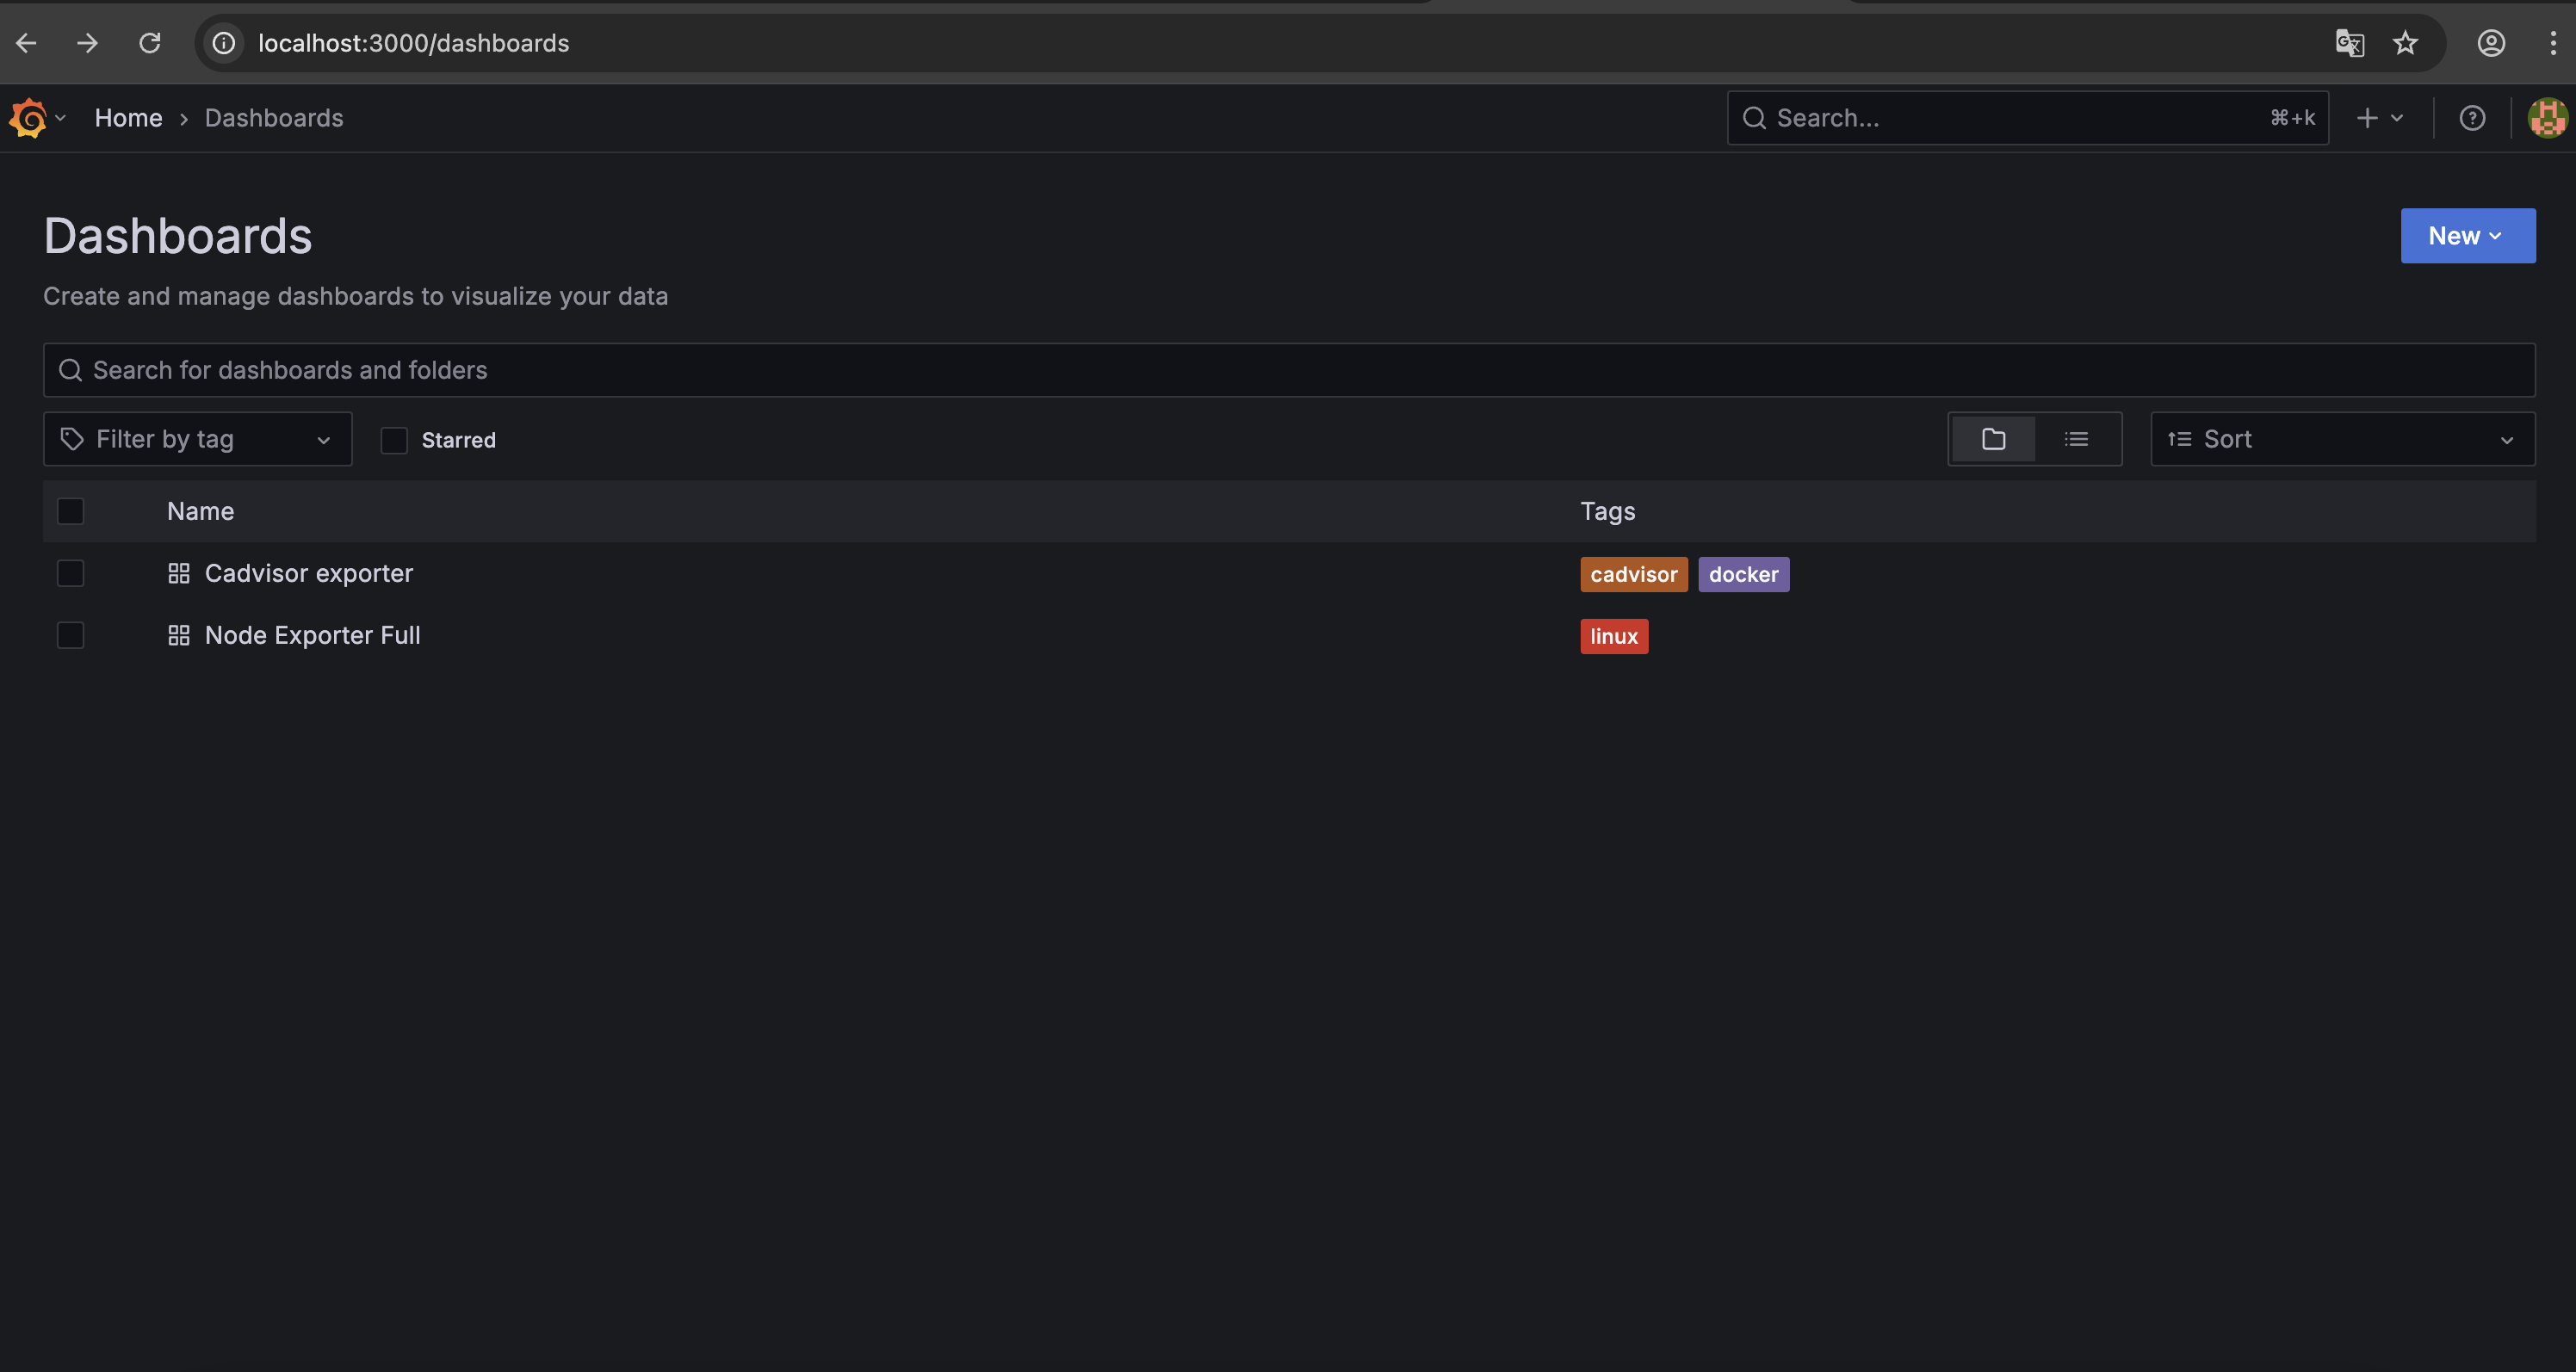 localhost:3000/dashboards
Home › Dashboards
Search...
⌘+k
Dashboards
New
Create and manage dashboards to visualize your data
Search for dashboards and folders
Filter by tag
Starred
Sort
Name Tags
Cadvisor exporter cadvisor docker
Node Exporter Full linux